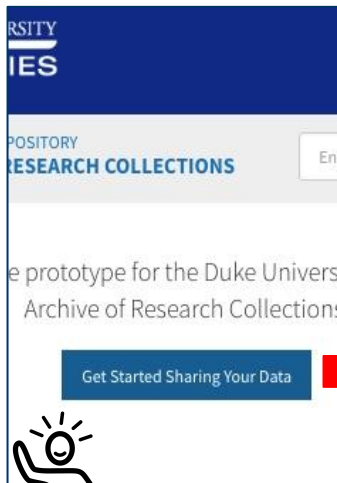 RSITY
IES
POSITORY
RESEARCH COLLECTIONS
En
e prototype for the Duke Univers
Archive of Research Collections
Get Started Sharing Your Data